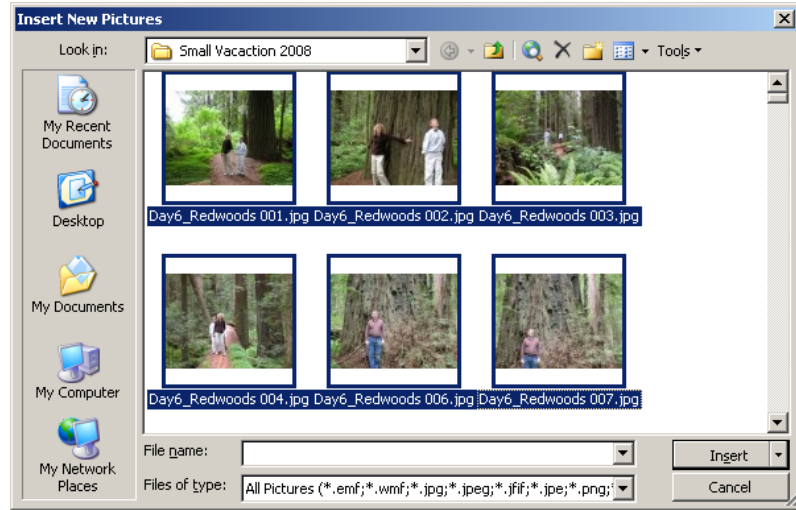 Insert New Pictures
Look in:
Small Vacaction 2008
Tools
My Recent
Documents
Desktop
My Documents
My Computer
My Network
Places
Day6_Redwoods 001.jpg Day6_Redwoods 002.jpg Day6_Redwoods 003.jpg
Day6_Redwoods 004.jpg Day6_Redwoods 006.jpg Day6_Redwoods 007.jpg
File name:
Insert
Files of type:
All Pictures (*.emf;*.wmf;*.jpg;*.jpeg;*.jfif;*.jpe;*.png;*
Cancel